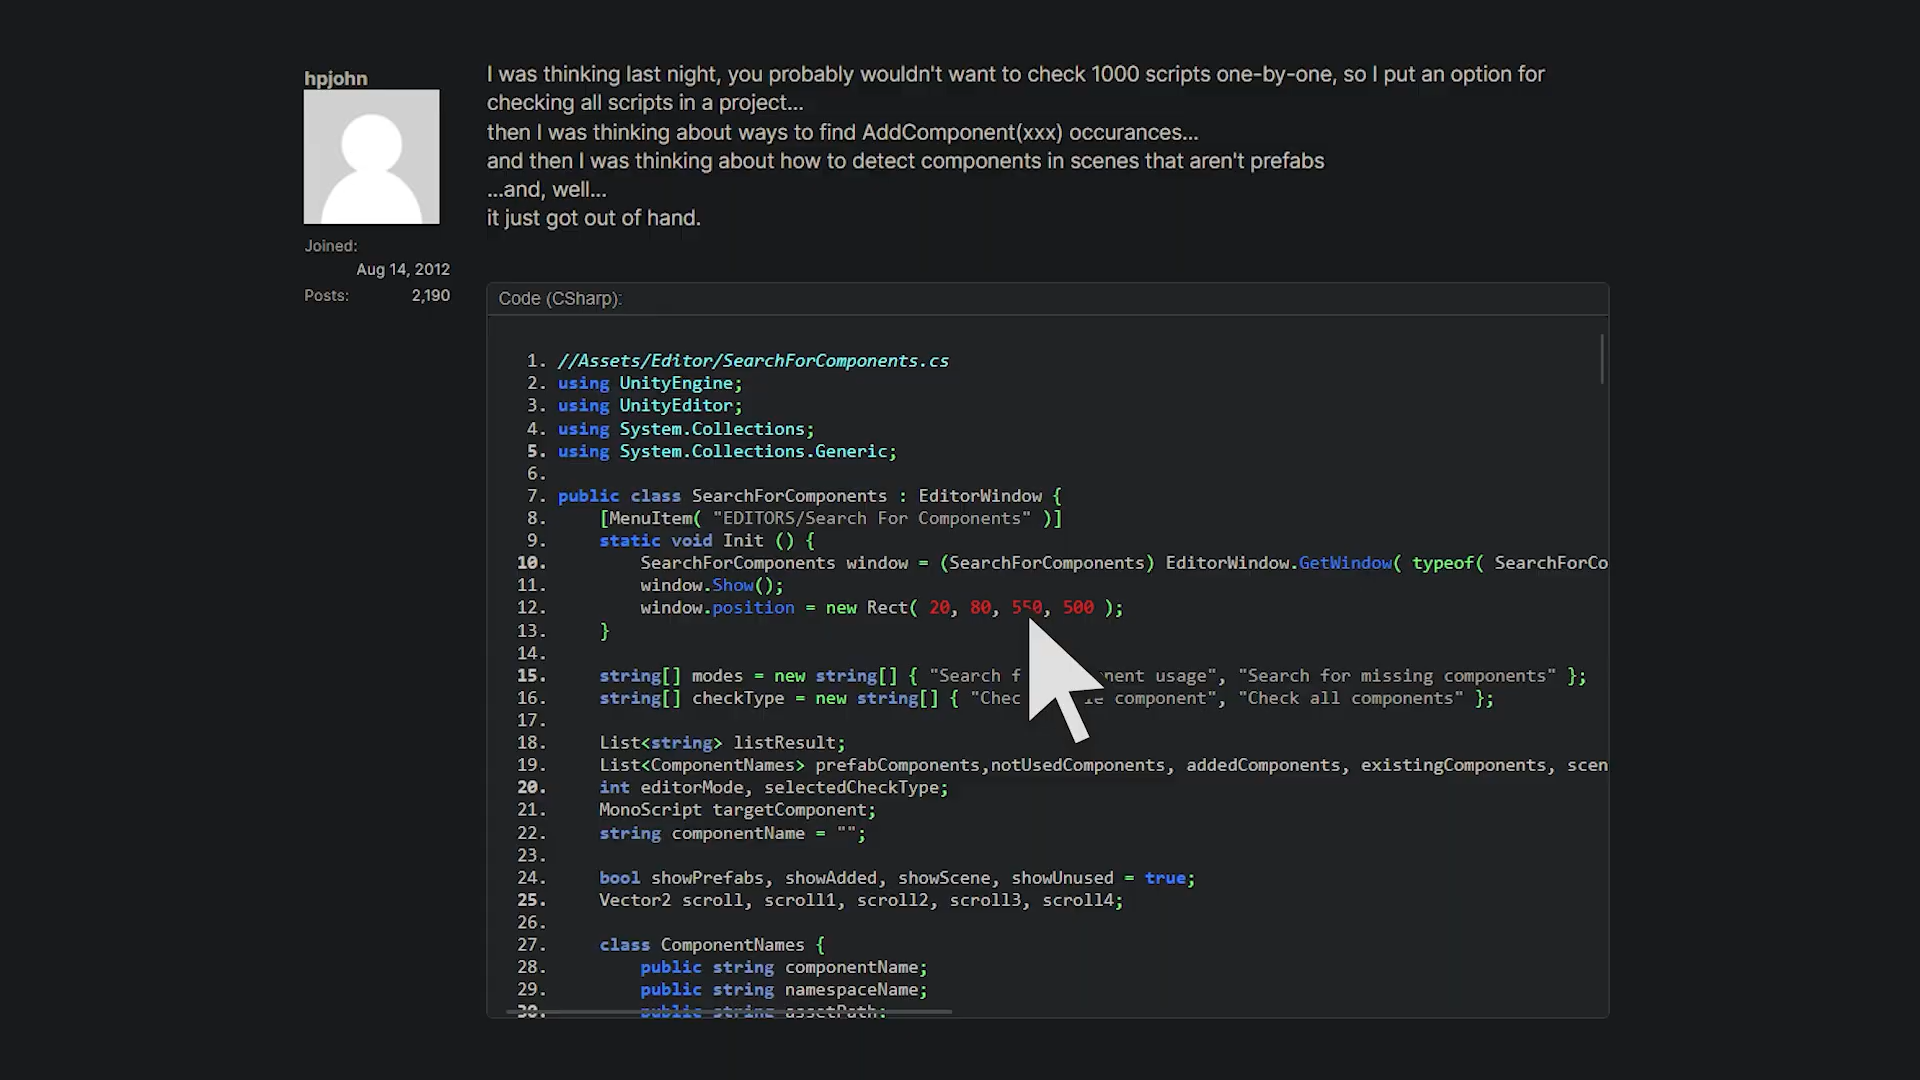 hpjohn
Joined:
Aug 14, 2012
Posts: 2,190
I was thinking last night, you probably wouldn't want to check 1000 scripts one-by-one, so I put an option for
checking all scripts in a project...
then I was thinking about ways to find AddComponent(xxx) occurances...
and then I was thinking about how to detect components in scenes that aren't prefabs
...and, well...
it just got out of hand.
Code (CSharp):
1. //Assets/Editor/SearchForComponents.cs
2. using UnityEngine;
3. using UnityEditor;
4. using System.Collections;
5. using System.Collections.Generic;
6.
7. public class SearchForComponents : EditorWindow {
8. [MenuItem( "EDITORS/Search For Components" )]
9. static void Init () {
10. SearchForComponents window = (SearchForComponents) EditorWindow.GetWindow( typeof( SearchForCo
11. window.Show();
12. window.position = new Rect( 20, 80, 550, 500 );
13. }
14.
15. string[] modes = new string[] { "Search f nent usage", "Search for missing components" };
16. string[] checkType = new string[] { "Chec le component", "Check all components" };
17.
18. List<string> listResult;
19. List<ComponentNames> prefabComponents,notUsedComponents, addedComponents, existingComponents, scen
20. int editorMode, selectedCheckType;
21. MonoScript targetComponent;
22. string componentName = "";
23.
24. bool showPrefabs, showAdded, showScene, showUnused = true;
25. Vector2 scroll, scroll1, scroll2, scroll3, scroll4;
26.
27. class ComponentNames {
28. public string componentName;
29. public string namespaceName;
30. public string assetPath;